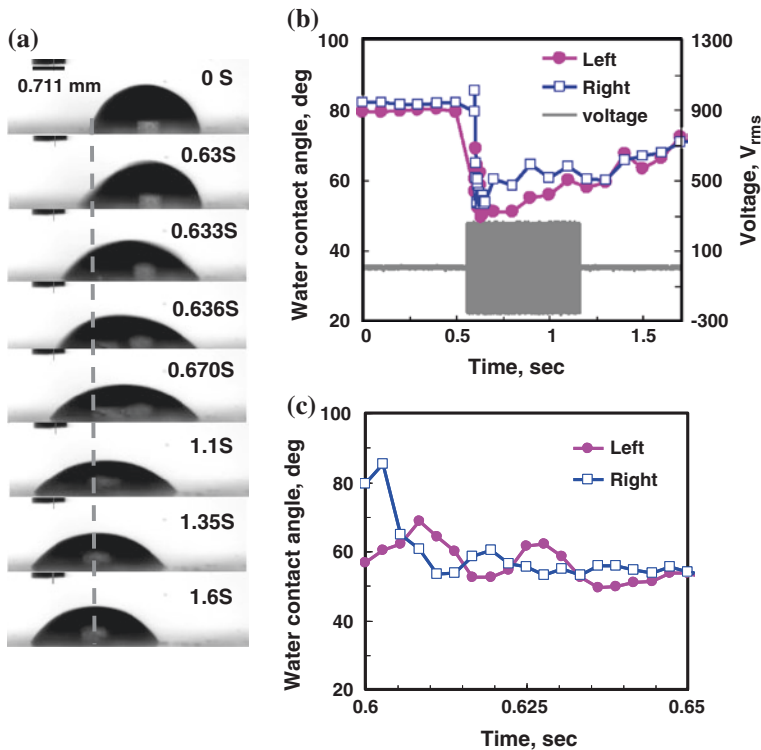 (a)
0.711 mm
0 S
0.63S
0.633S
0.636S
0.670S
1.1S
1.35S
1.6S
(b)
Water contact angle, deg
100
80
60
40
20
Left
Right
voltage
1300
900
500
100
-300
Voltage, Vrms
0
0.5
1
1.5
Time, sec
(c)
Water contact angle, deg
100
80
60
40
20
Left
Right
0.6
0.625
0.65
Time, sec